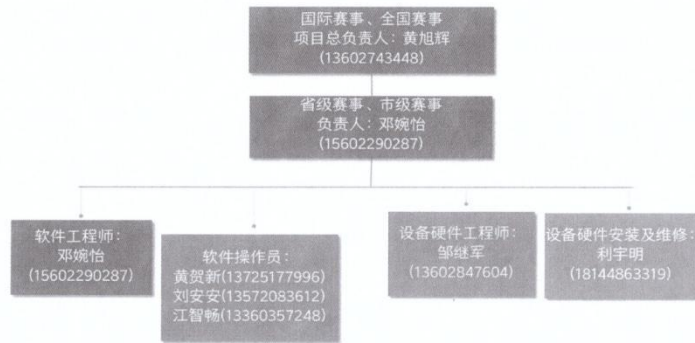 国际赛事、全国赛事
项目总负责人：黄旭辉
(13602743448)
省级赛事、市级赛事
负责人：邓婉怡
(15602290287)
软件工程师：
邓婉怡
(15602290287)
软件操作员：
黄贺新(13725177996)
刘安安(13572083612)
江智畅(13360357248)
设备硬件工程师：
邹继军
(13602847604)
设备硬件安装及维修：
利宇明
(18144863319)